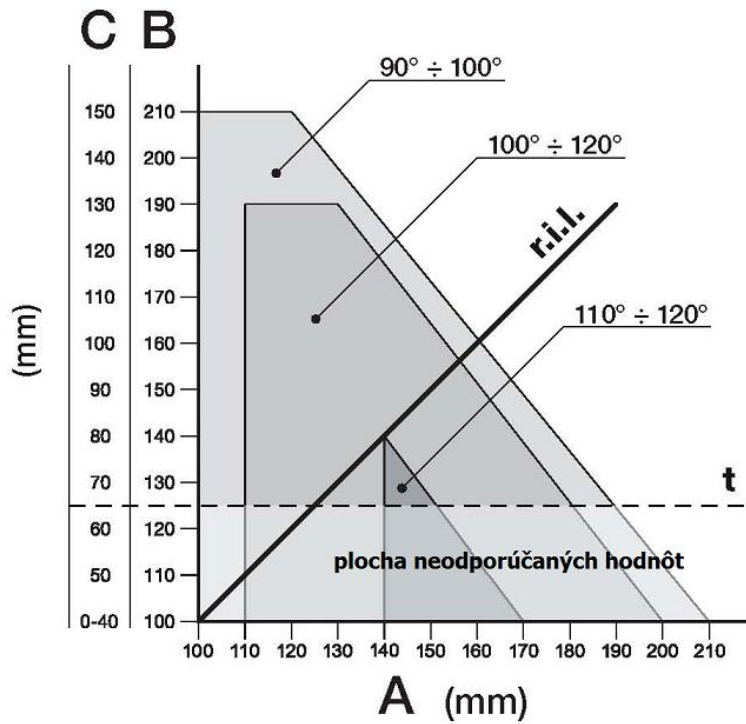 C B
90° ÷ 100°
100° ÷ 120°
r.i.l.
110° ÷ 120°
150 210
140 200
130 190
120 180
110 170
100 160
90 150
80 140
70 130
60 120
50 110
0-40 100
(mm)
t
plocha neodporúčaných hodnôt
100 110 120 130 140 150 160 170 180 190 200 210
A (mm)